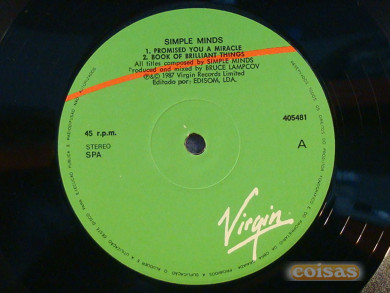 SIMPLE MINDS
1. PROMISED YOU A MIRACLE
2. BOOK OF BRILLIANT THINGS
All titles composed by SIMPLE MINDS
Produced and mixed by BRUCE LAMPCOV
℗© 1987 Virgin Records Limited
Editado por: EDISOM, LDA.
45 r.p.m.
STEREO
SPA
405481
A
Virgin
coisas